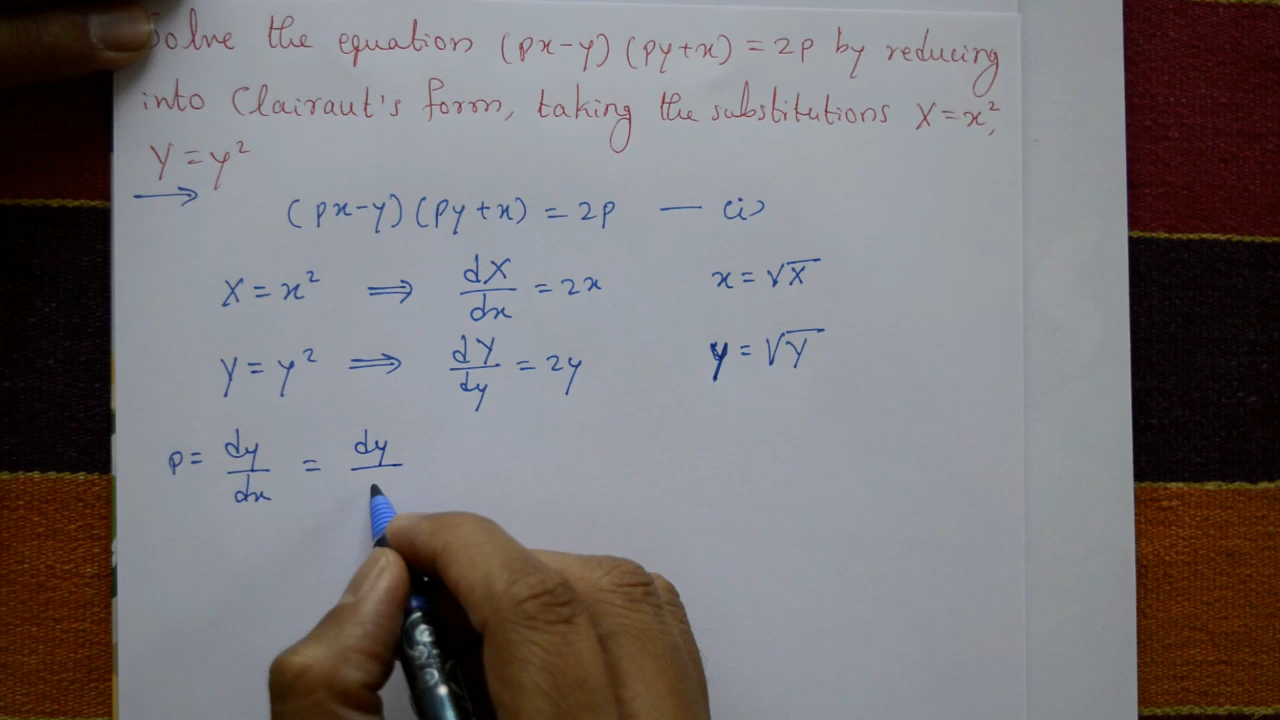 Solve the equation (px-y) (py+x) = 2p by reducing
into Clairaut's form, taking the substitutions X = x²,
Y = y²
→
(px-y) (py+x) = 2p — (i)
X = x² ⟹ dX/dx = 2x x = √X
Y = y² ⟹ dY/dy = 2y y = √Y
p = dy/dx = dy/